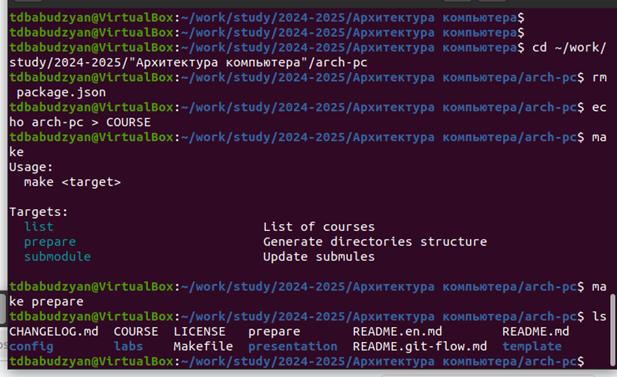 tdbabudzyan@VirtualBox:~/work/study/2024-2025/Архитектура компьютера$
tdbabudzyan@VirtualBox:~/work/study/2024-2025/Архитектура компьютера$
tdbabudzyan@VirtualBox:~/work/study/2024-2025/Архитектура компьютера$ cd ~/work/
study/2024-2025/"Архитектура компьютера"/arch-pc
tdbabudzyan@VirtualBox:~/work/study/2024-2025/Архитектура компьютера/arch-pc$ rm
 package.json
tdbabudzyan@VirtualBox:~/work/study/2024-2025/Архитектура компьютера/arch-pc$ ec
ho arch-pc > COURSE
tdbabudzyan@VirtualBox:~/work/study/2024-2025/Архитектура компьютера/arch-pc$ ma
ke
Usage:
  make <target>

Targets:
  list                            List of courses
  prepare                         Generate directories structure
  submodule                       Update submules

tdbabudzyan@VirtualBox:~/work/study/2024-2025/Архитектура компьютера/arch-pc$ ma
ke prepare
tdbabudzyan@VirtualBox:~/work/study/2024-2025/Архитектура компьютера/arch-pc$ ls
CHANGELOG.md  COURSE  LICENSE   prepare       README.en.md        README.md
config        labs    Makefile  presentation  README.git-flow.md  template
tdbabudzyan@VirtualBox:~/work/study/2024-2025/Архитектура компьютера/arch-pc$